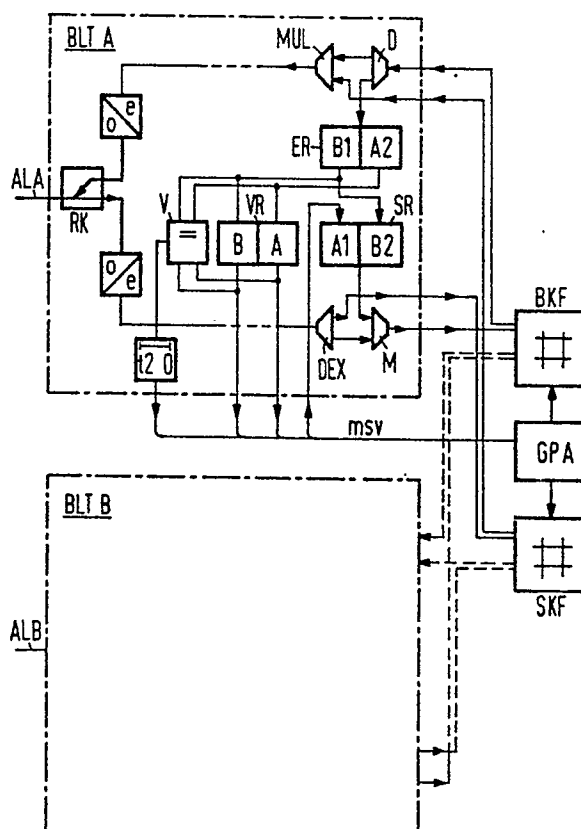 BLT A
MUL
D
o e
ER
B1 A2
ALA
RK
V
=
VR
B A
SR
A1 B2
o e
DEX
M
t2 0
msv
BKF
GPA
SKF
BLT B
ALB